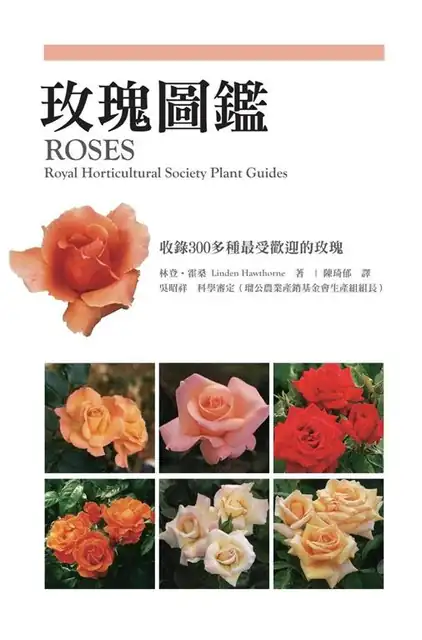 玫瑰圖鑑
ROSES
Royal Horticultural Society Plant Guides
收錄300多種最受歡迎的玫瑰
林登・霍桑 Linden Hawthorne 著 | 陳琦郁 譯
吳昭祥 科學審定（瑠公農業產銷基金會生產組組長）